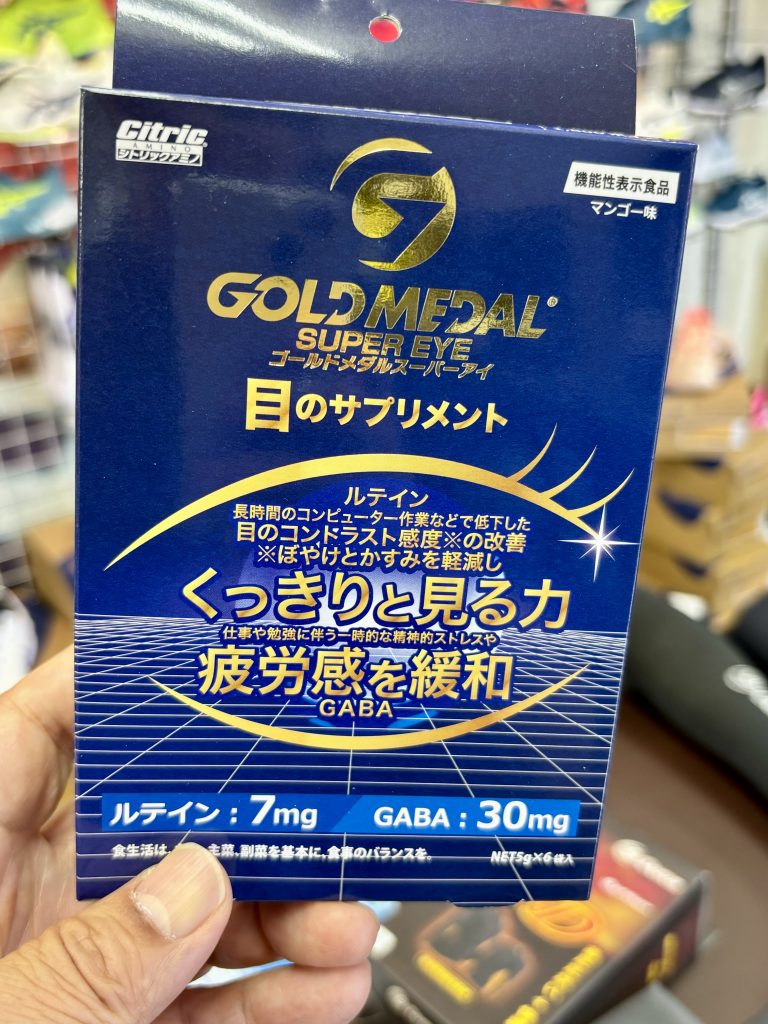 Citric
AMINO
シトリックアミノ
機能性表示食品
マンゴー味
GOLD MEDAL®
SUPER EYE
ゴールドメダルスーパーアイ
目のサプリメント
ルテイン
長時間のコンピューター作業などで低下した
目のコンドラスト感度※の改善
※ぼやけとかすみを軽減し
くっきりと見る力
仕事や勉強に伴う一時的な精神的ストレスや
疲労感を緩和
GABA
ルテイン：7mg
GABA：30mg
食生活は、主菜、副菜を基本に、食事のバランスを。
NET5g×6袋入